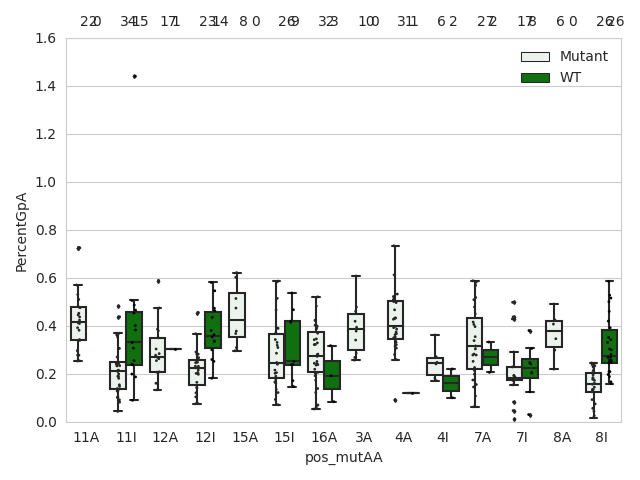 22 0 34 15 17 1 23 14 8 0 26 9 32 3 10 0 31 1 6 2 27 2 17 8 6 0 26 26
1.6
Mutant
WT
1.4
1.2
1.0
0.8
0.6
0.4
0.2
0.0
PercentGpA
11A 11I 12A 12I 15A 15I 16A 3A 4A 4I 7A 7I 8A 8I
pos_mutAA